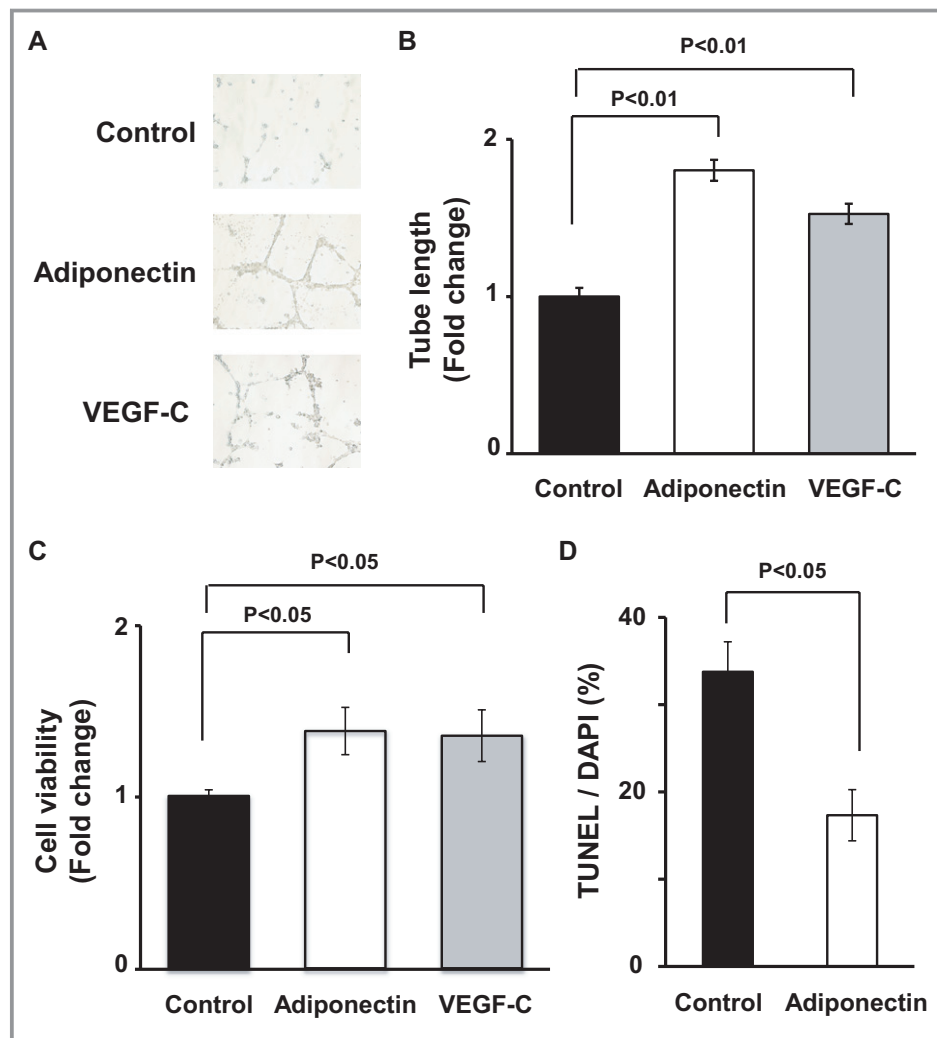 A
Control
Adiponectin
VEGF-C
B
P<0.01
P<0.01
Tube length
(Fold change)
2
1
0
Control Adiponectin VEGF-C
C
P<0.05
P<0.05
Cell viability
(Fold change)
2
1
0
Control Adiponectin VEGF-C
D
P<0.05
TUNEL / DAPI (%)
40
20
0
Control Adiponectin